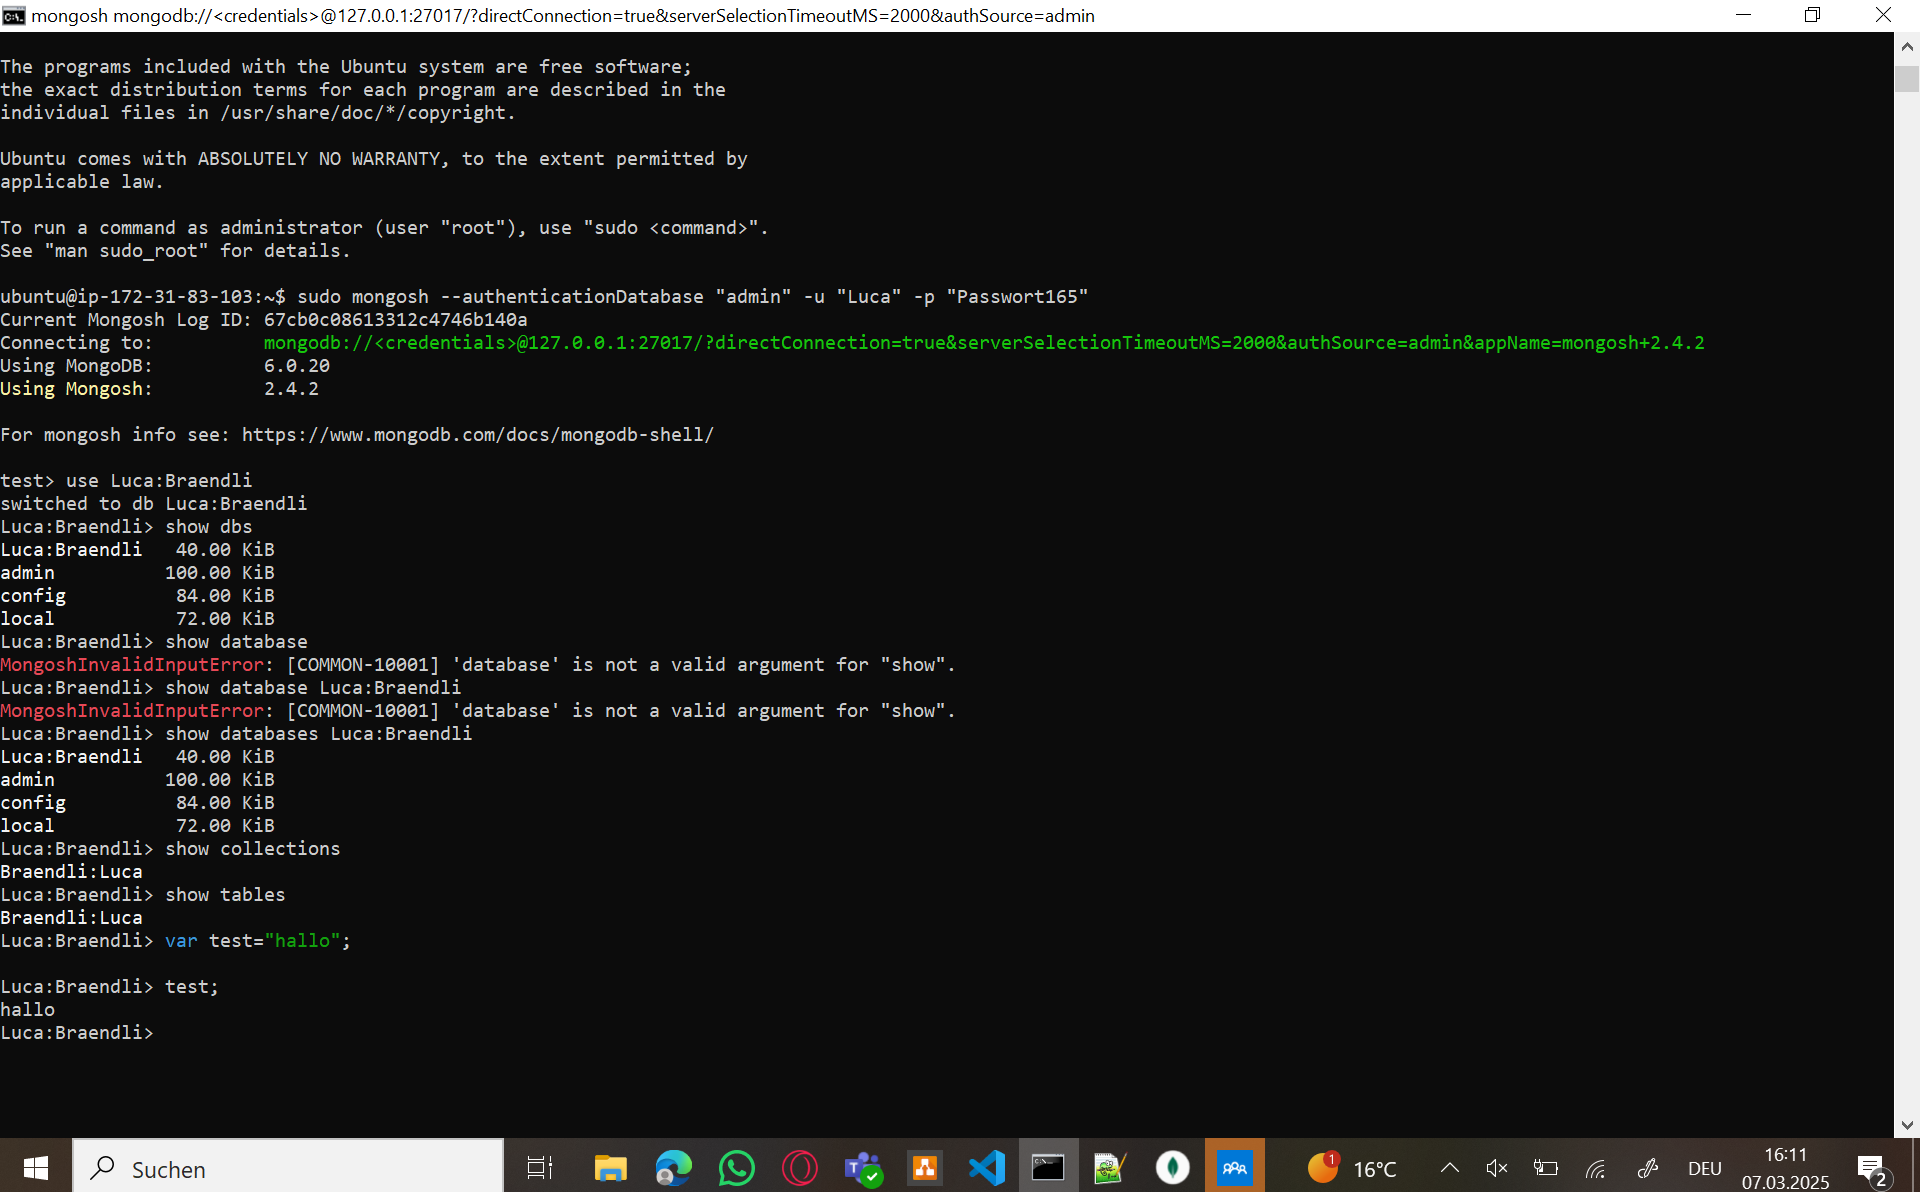 mongosh mongodb://<credentials>@127.0.0.1:27017/?directConnection=true&serverSelectionTimeoutMS=2000&authSource=admin
The programs included with the Ubuntu system are free software;
the exact distribution terms for each program are described in the
individual files in /usr/share/doc/*/copyright.
Ubuntu comes with ABSOLUTELY NO WARRANTY, to the extent permitted by
applicable law.
To run a command as administrator (user "root"), use "sudo <command>".
See "man sudo_root" for details.
ubuntu@ip-172-31-83-103:~$ sudo mongosh --authenticationDatabase "admin" -u "Luca" -p "Passwort165"
Current Mongosh Log ID: 67cb0c08613312c4746b140a
Connecting to:          mongodb://<credentials>@127.0.0.1:27017/?directConnection=true&serverSelectionTimeoutMS=2000&authSource=admin&appName=mongosh+2.4.2
Using MongoDB:          6.0.20
Using Mongosh:          2.4.2
For mongosh info see: https://www.mongodb.com/docs/mongodb-shell/
test> use Luca:Braendli
switched to db Luca:Braendli
Luca:Braendli> show dbs
Luca:Braendli   40.00 KiB
admin          100.00 KiB
config          84.00 KiB
local           72.00 KiB
Luca:Braendli> show database
MongoshInvalidInputError: [COMMON-10001] 'database' is not a valid argument for "show".
Luca:Braendli> show database Luca:Braendli
MongoshInvalidInputError: [COMMON-10001] 'database' is not a valid argument for "show".
Luca:Braendli> show databases Luca:Braendli
Luca:Braendli   40.00 KiB
admin          100.00 KiB
config          84.00 KiB
local           72.00 KiB
Luca:Braendli> show collections
Braendli:Luca
Luca:Braendli> show tables
Braendli:Luca
Luca:Braendli> var test="hallo";
Luca:Braendli> test;
hallo
Luca:Braendli>
Suchen
1
16°C
DEU
16:11
07.03.2025
2